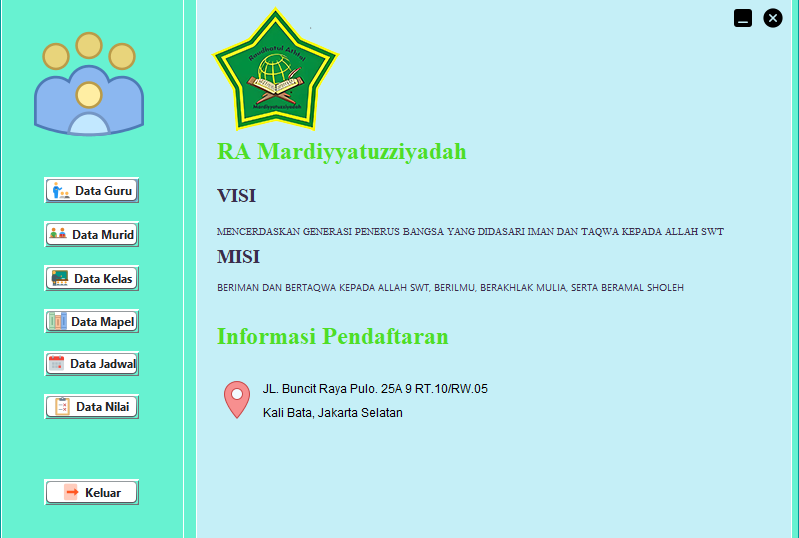 Data Guru
Data Murid
Data Kelas
Data Mapel
Data Jadwal
Data Nilai
Keluar
Raudhatul Athfal
Mardiyyatuzziyadah
RA Mardiyyatuzziyadah
VISI
MENCERDASKAN GENERASI PENERUS BANGSA YANG DIDASARI IMAN DAN TAQWA KEPADA ALLAH SWT
MISI
BERIMAN DAN BERTAQWA KEPADA ALLAH SWT, BERILMU, BERAKHLAK MULIA, SERTA BERAMAL SHOLEH
Informasi Pendaftaran
JL. Buncit Raya Pulo. 25A 9 RT.10/RW.05
Kali Bata, Jakarta Selatan